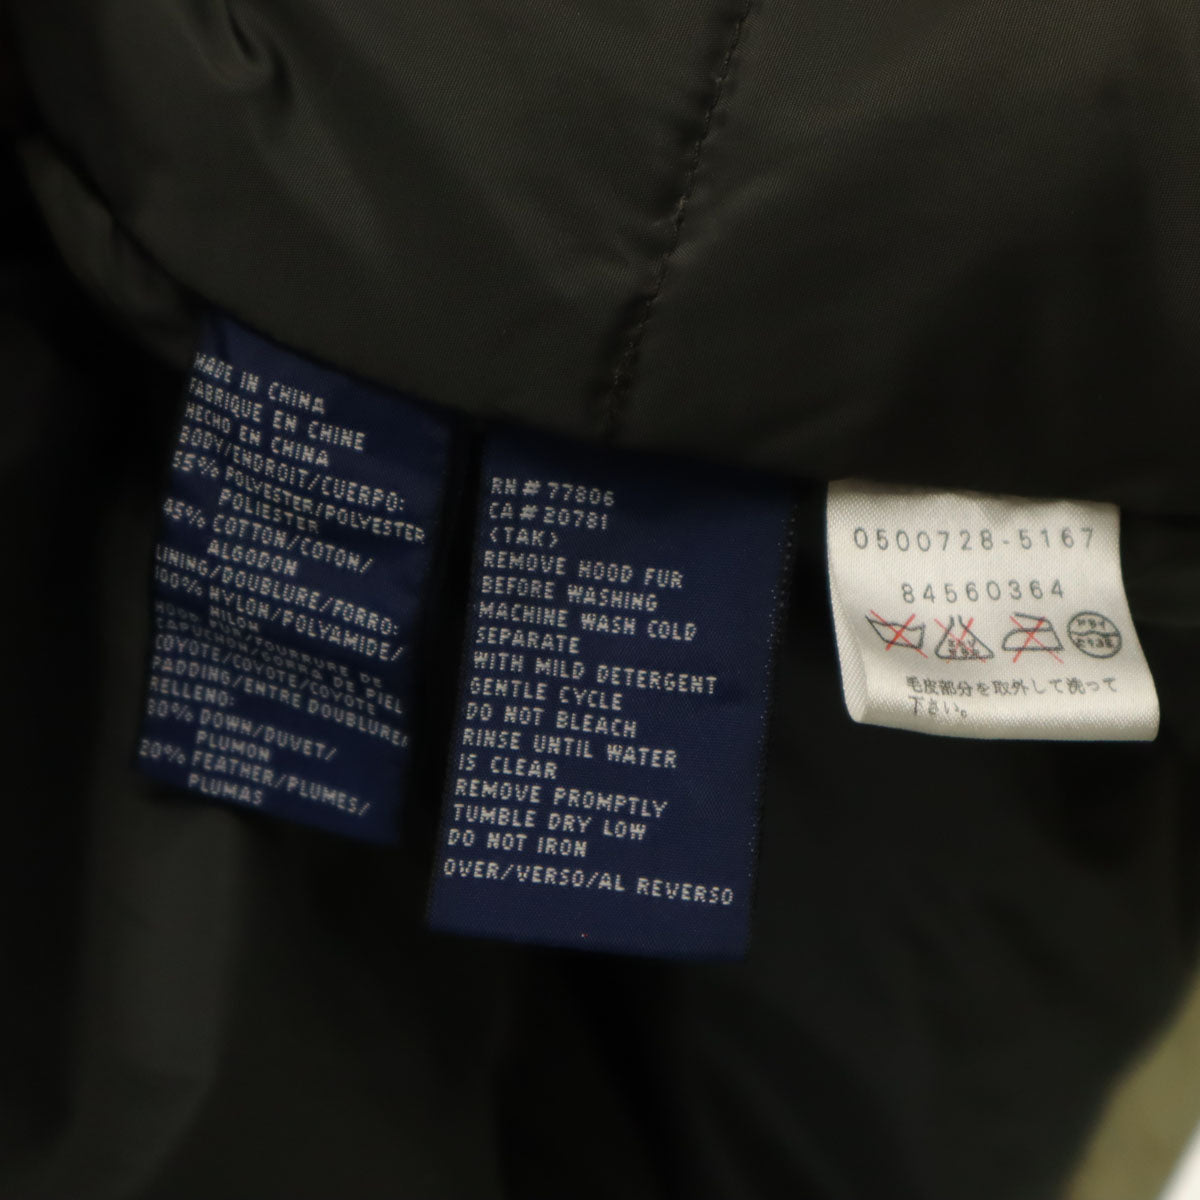 MADE IN CHINA
FABRIQUE EN CHINE
HECHO EN CHINA
BODY/ENDROIT/CUERPO:
POLYESTER/POLYESTER
POLIESTER
COTTON/COTON/
ALGODON
LINING/DOUBLURE/FORRO:
100% NYLON/POLYAMIDE/
NILON
COYOTE/COYOTE/COYOTE
PADDING/ENTRE DOUBLURE/
RELLENO:
80% DOWN/DUVET/
PLUMON
20% FEATHER/PLUMES/
PLUMAS
RN# 77806
CA# 20781
(TAK)
REMOVE HOOD FUR
BEFORE WASHING
MACHINE WASH COLD
SEPARATE
WITH MILD DETERGENT
GENTLE CYCLE
DO NOT BLEACH
RINSE UNTIL WATER
IS CLEAR
REMOVE PROMPTLY
TUMBLE DRY LOW
DO NOT IRON
OVER/VERSO/AL REVERSO
0500728-5167
84560364
毛皮部分を取外して洗って
下さい。